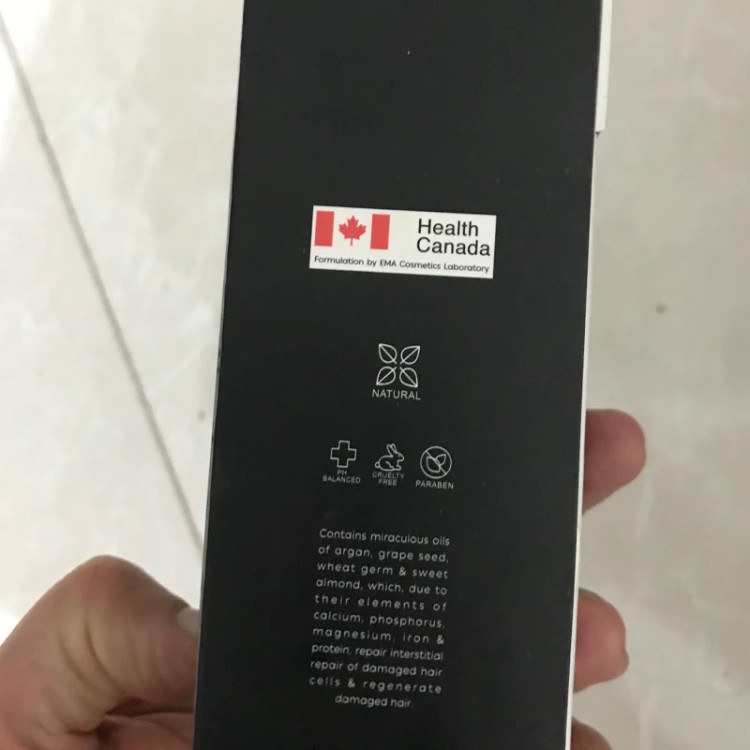 Health
Canada
Formulation by EMA Cosmetics Laboratory
NATURAL
PH
BALANCED
CRUELTY
FREE
PARABEN
Contains miraculous oils
of argan, grape seed,
wheat germ & sweet
almond, which, due to
their elements of
calcium, phosphorus,
magnesium, iron &
protein, repair interstitial
repair of damaged hair
cells & regenerate
damaged hair.